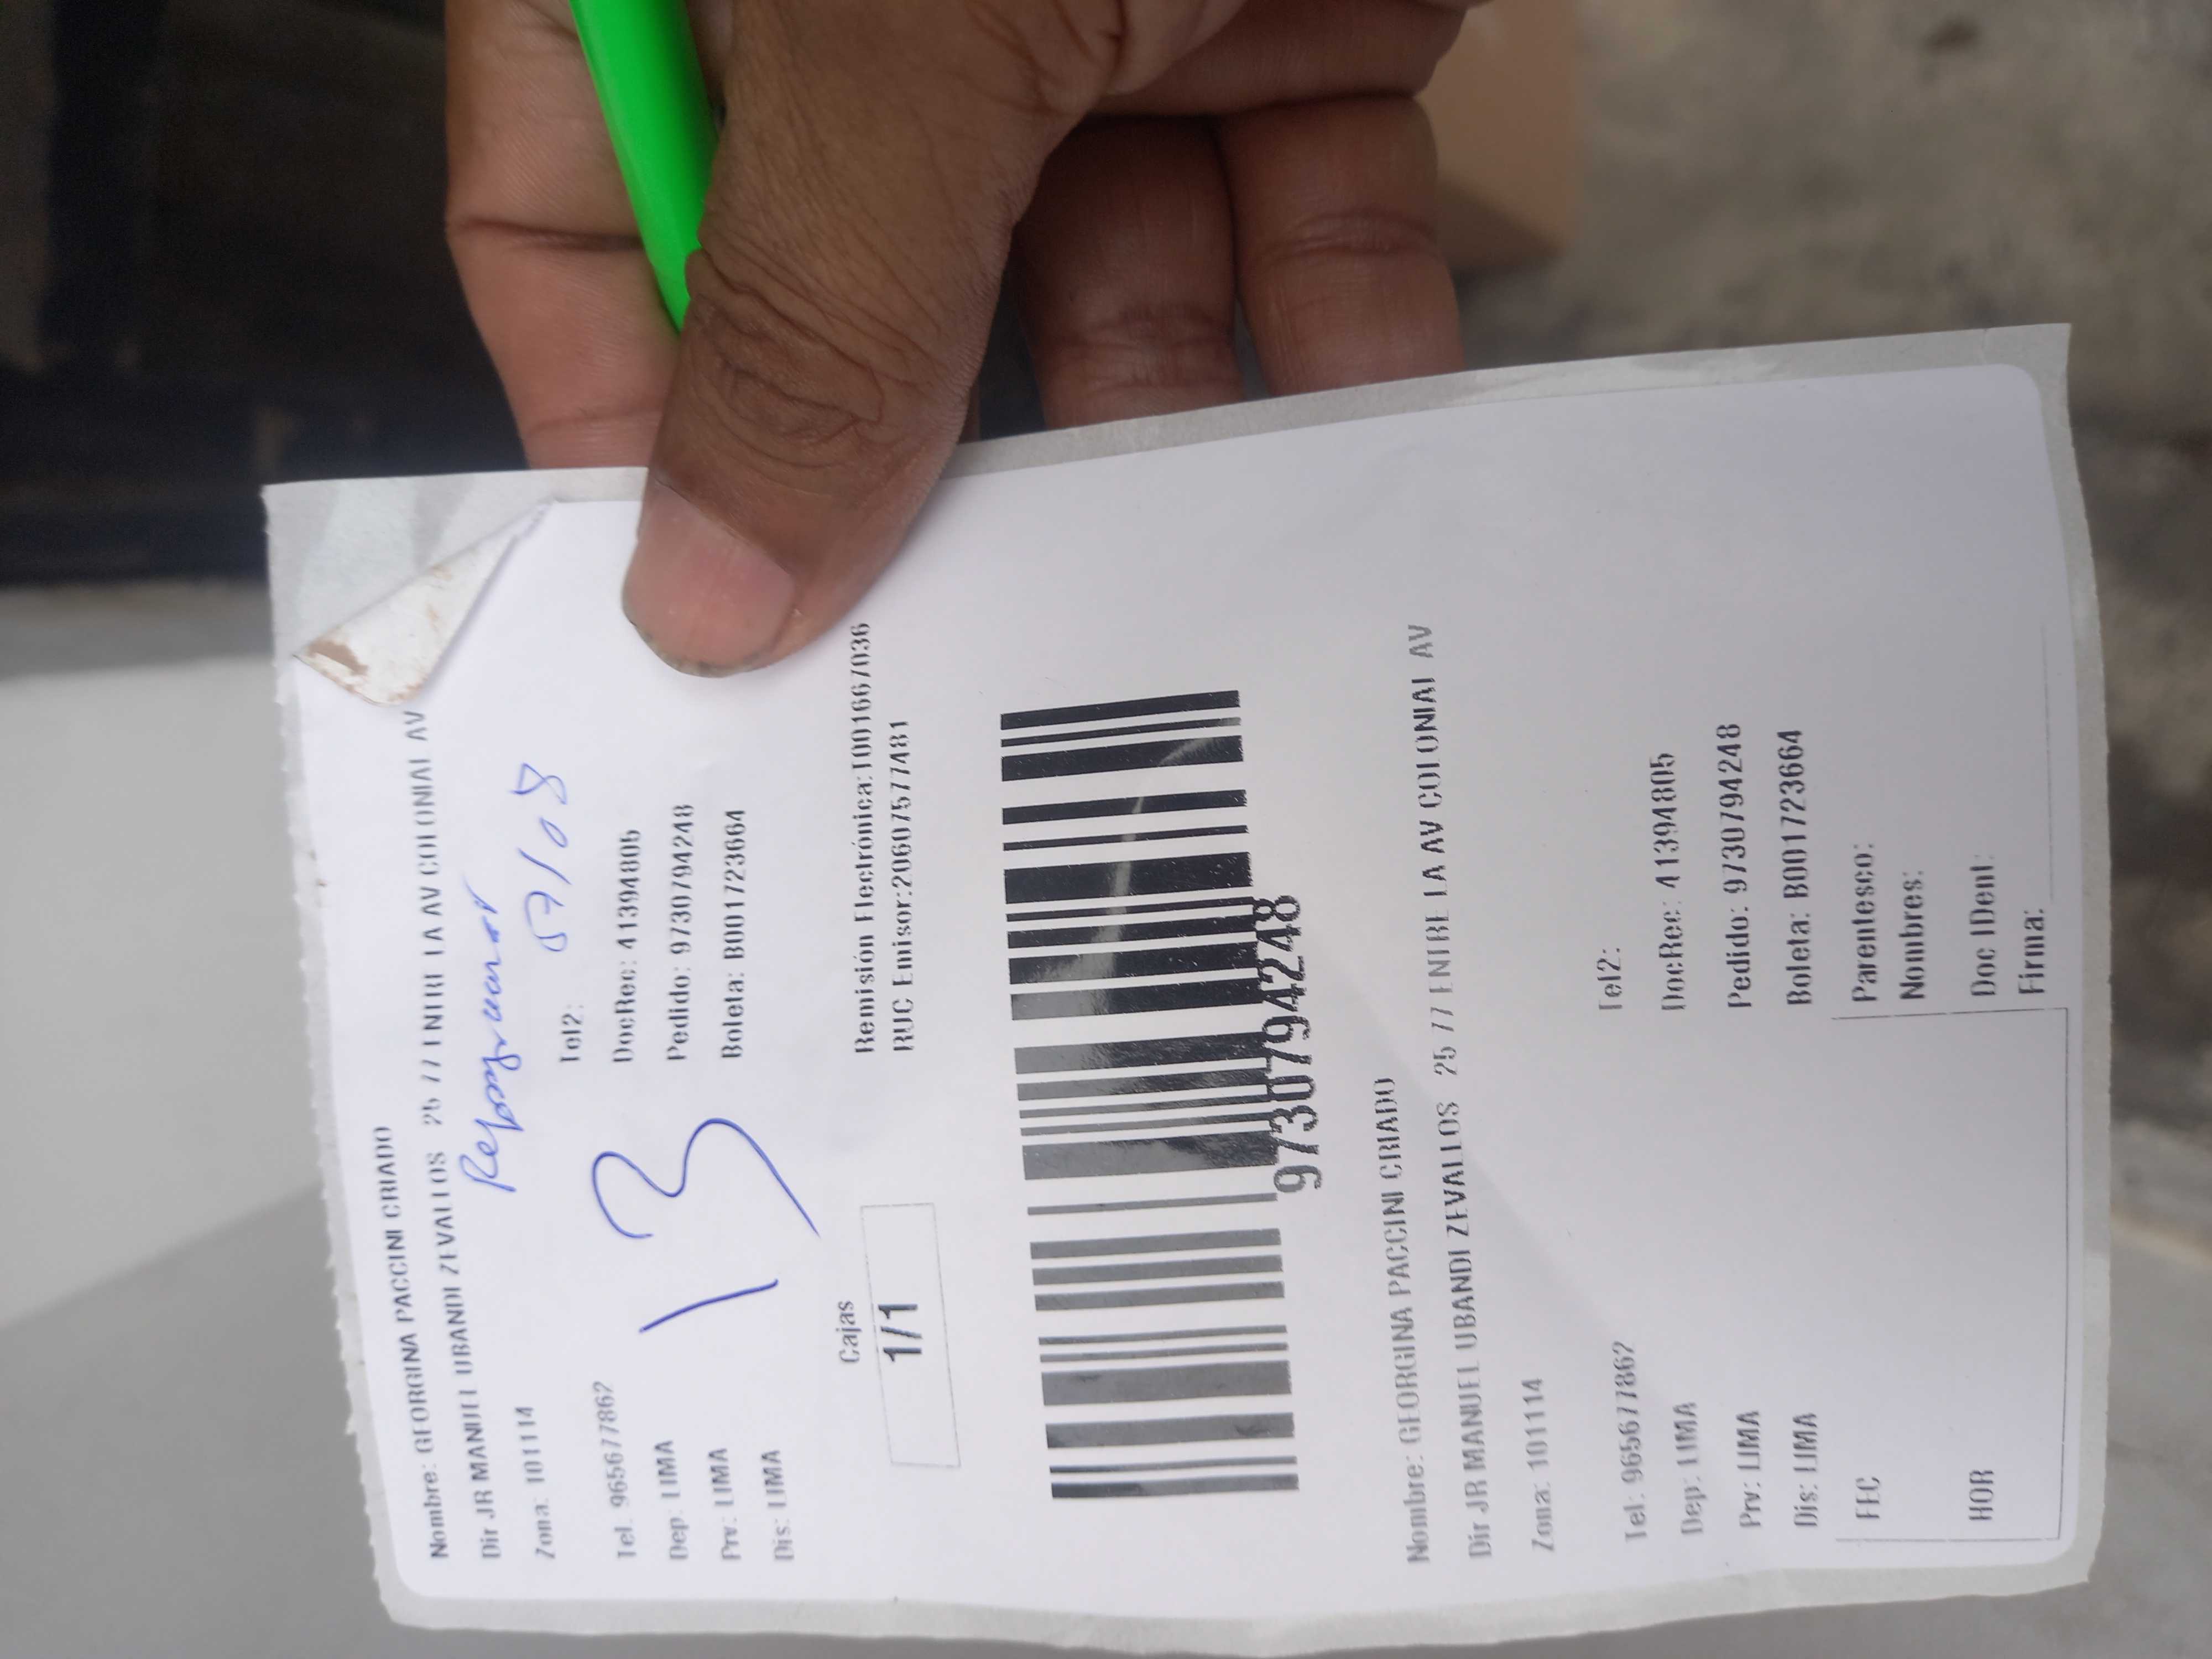 Nombre: GEORGINA PACCINI CRIADO
Dir JR MANUEL UBANDI ZEVALLOS 25 77 ENTRE LA AV COLONIAL AV
Reprogramar
07/08
Zona: 101114
Tel: 965677862 Tel2:
Dep: LIMA DocRec: 41394805
Prv: LIMA Pedido: 9730794248
Dis: LIMA Boleta: B001723664
13
Cajas
1/1
Remisión Electrónica:T001667036
RUC Emisor:20607577481
9730794248
Nombre: GEORGINA PACCINI CRIADO
Dir JR MANUEL UBANDI ZEVALLOS 25 77 ENTRE LA AV COLONIAL AV
Zona: 101114
Tel: 965677862 Tel2:
Dep: LIMA DocRec: 41394805
Prv: LIMA Pedido: 9730794248
Dis: LIMA Boleta: B001723664
FEC Parentesco:
Nombres:
HOR Doc IDent:
Firma: